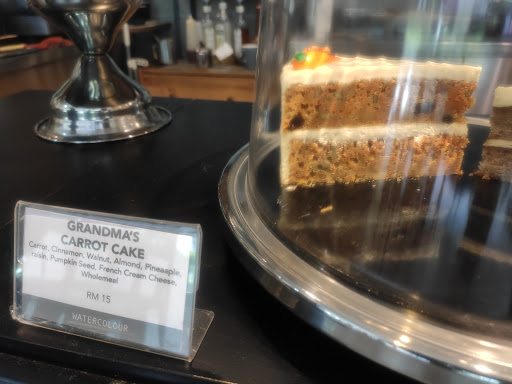 GRANDMA'S
CARROT CAKE
Carrot, Cinnamon, Walnut, Almond, Pineapple,
raisin, Pumpkin Seed, French Cream Cheese,
Wholemeal
RM 15
WATERCOLOUR